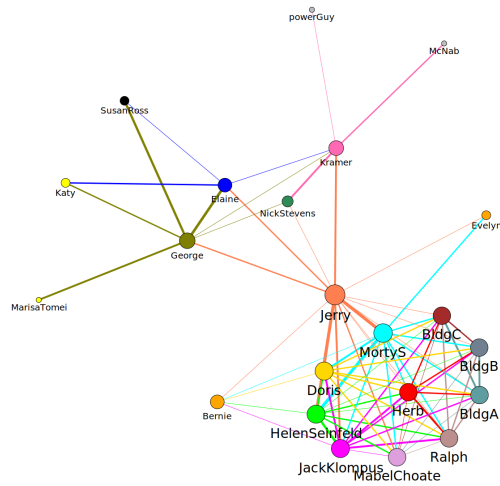 powerGuy
McNab
SusanRoss
Kramer
Katy
Elaine
NickStevens
Evelyn
George
MarisaTomei
Jerry
BldgC
MortyS
BldgB
Doris
BldgA
Herb
Bernie
HelenSeinfeld
Ralph
JackKlompus
MabelChoate